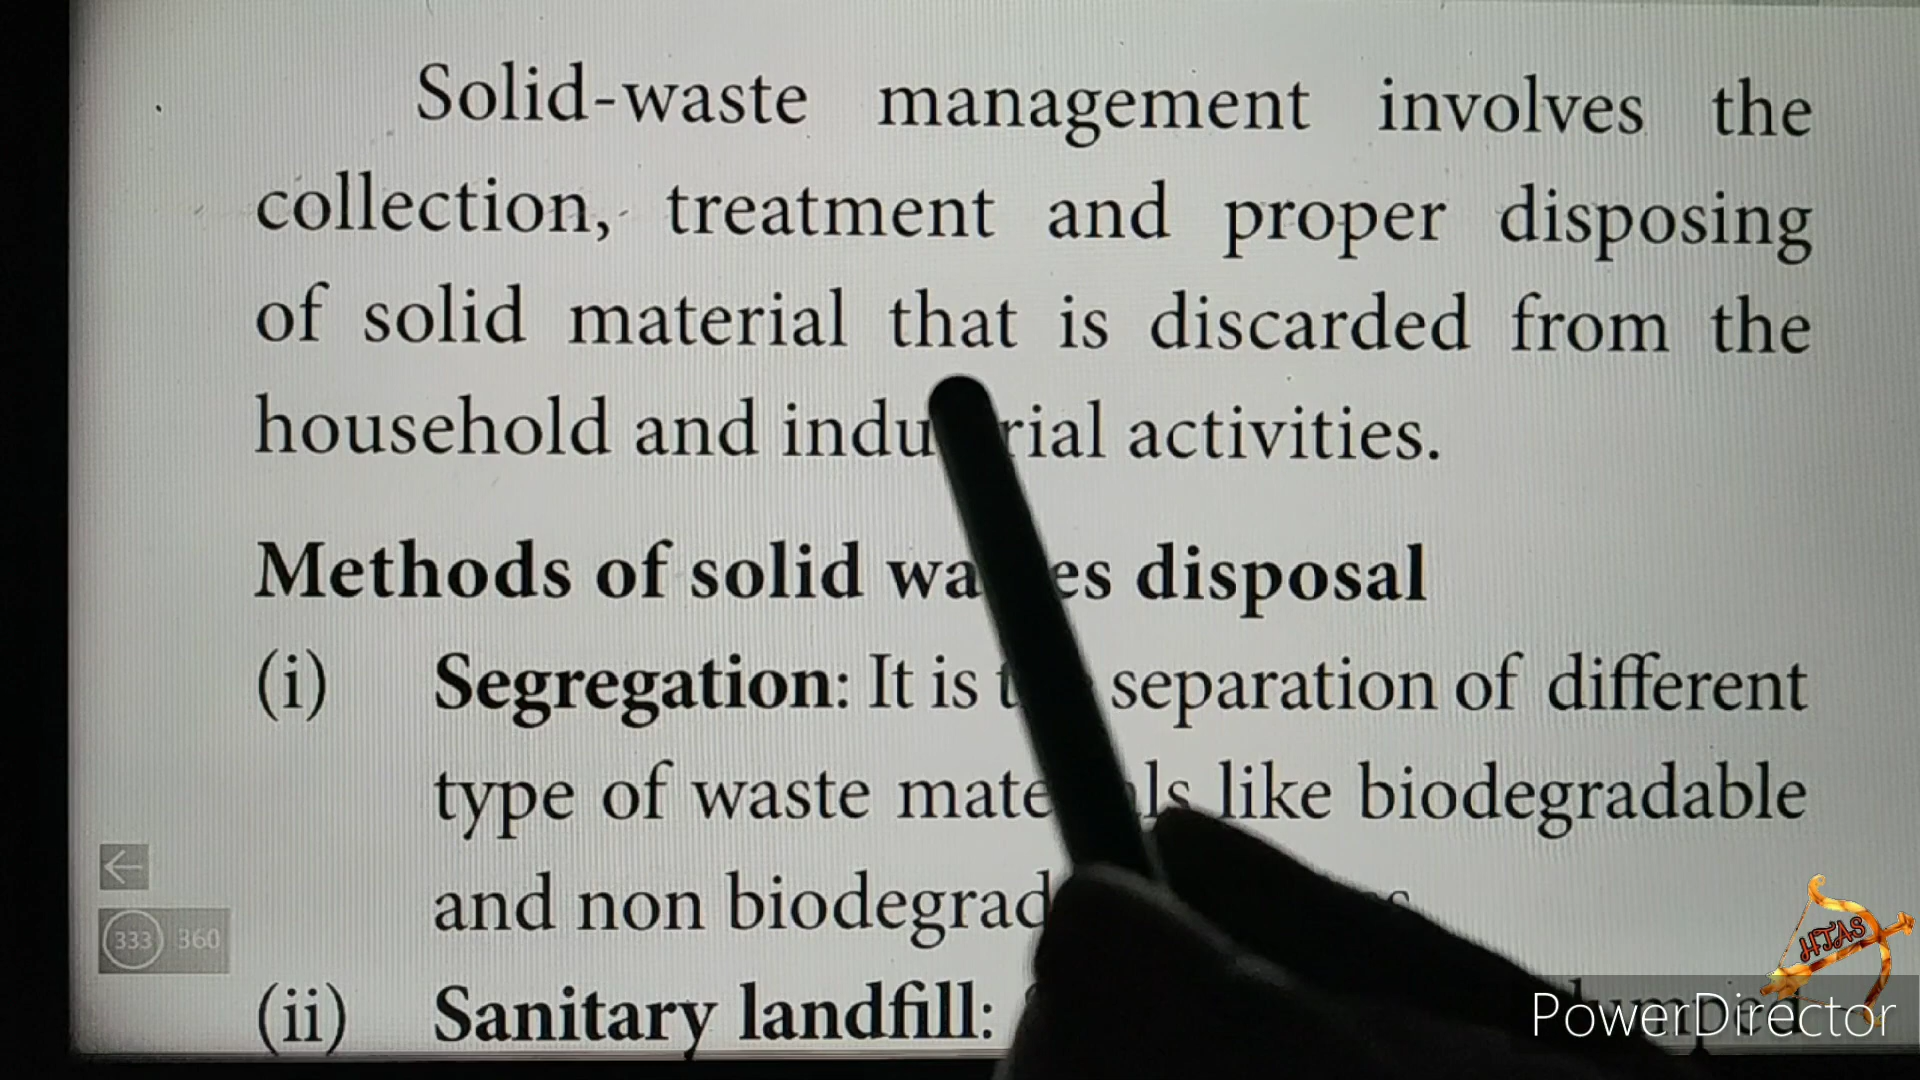 Solid-waste management involves the
collection, treatment and proper disposing
of solid material that is discarded from the
household and indu rial activities.
Methods of solid wa es disposal
(i) Segregation: It is separation of different
type of waste mate ls like biodegradable
and non biodegrad
(ii) Sanitary landfill:
333 360
HTAS
PowerDirector